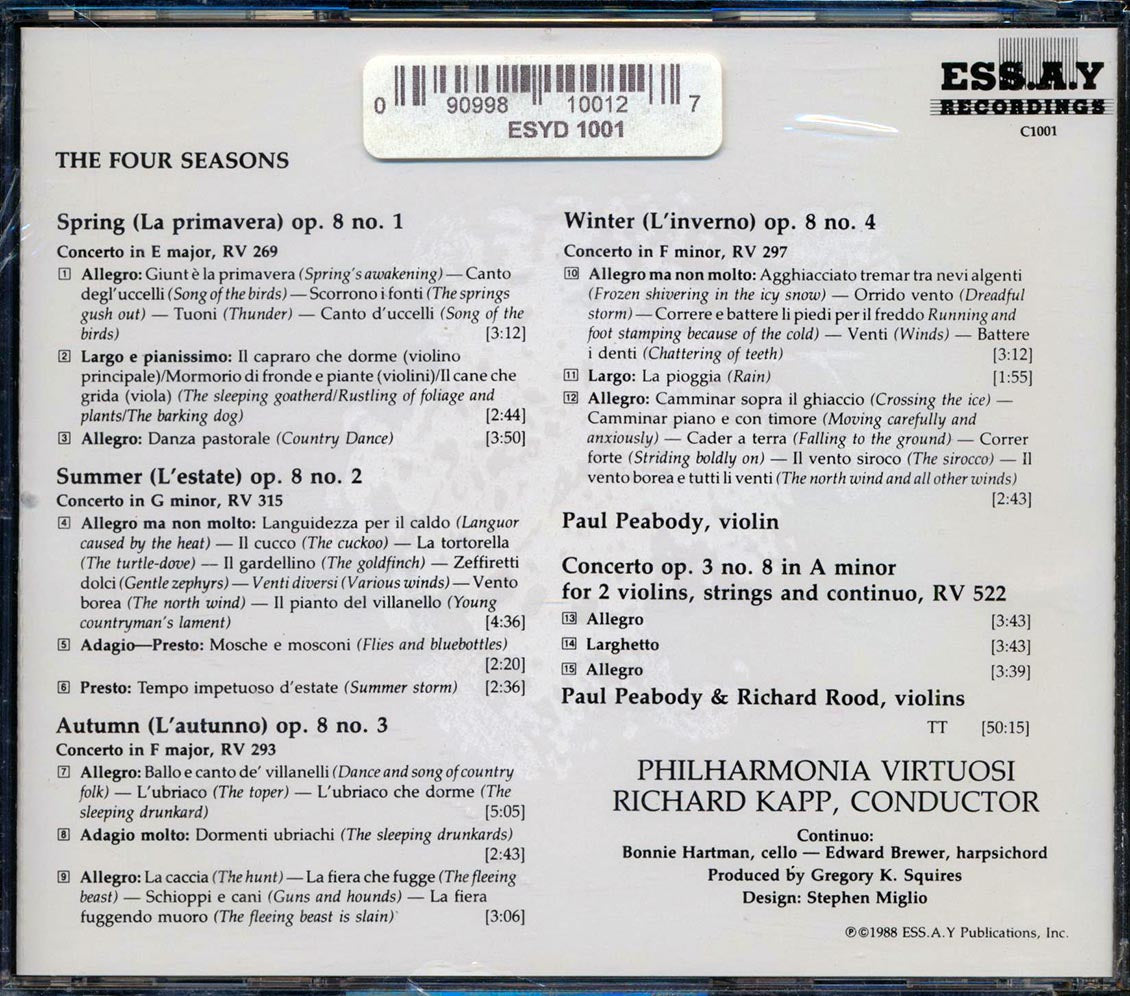 ESS.A.Y
RECORDINGS
C1001
0 90998 10012 7
ESYD 1001
THE FOUR SEASONS
Spring (La primavera) op. 8 no. 1
Concerto in E major, RV 269
1 Allegro: Giunt è la primavera (Spring's awakening) — Canto
degl'uccelli (Song of the birds) — Scorrono i fonti (The springs
gush out) — Tuoni (Thunder) — Canto d'uccelli (Song of the
birds) [3:12]
2 Largo e pianissimo: Il capraro che dorme (violino
principale)/Mormorio di fronde e piante (violini)/Il cane che
grida (viola) (The sleeping goatherd/Rustling of foliage and
plants/The barking dog) [2:44]
3 Allegro: Danza pastorale (Country Dance) [3:50]
Summer (L'estate) op. 8 no. 2
Concerto in G minor, RV 315
4 Allegro ma non molto: Languidezza per il caldo (Languor
caused by the heat) — Il cucco (The cuckoo) — La tortorella
(The turtle-dove) — Il gardellino (The goldfinch) — Zeffiretti
dolci (Gentle zephyrs) — Venti diversi (Various winds) — Vento
borea (The north wind) — Il pianto del villanello (Young
countryman's lament) [4:36]
5 Adagio—Presto: Mosche e mosconi (Flies and bluebottles)
[2:20]
6 Presto: Tempo impetuoso d'estate (Summer storm) [2:36]
Autumn (L'autunno) op. 8 no. 3
Concerto in F major, RV 293
7 Allegro: Ballo e canto de' villanelli (Dance and song of country
folk) — L'ubriaco (The toper) — L'ubriaco che dorme (The
sleeping drunkard) [5:05]
8 Adagio molto: Dormenti ubriachi (The sleeping drunkards)
[2:43]
9 Allegro: La caccia (The hunt) — La fiera che fugge (The fleeing
beast) — Schioppi e cani (Guns and hounds) — La fiera
fuggendo muoro (The fleeing beast is slain) [3:06]
Winter (L'inverno) op. 8 no. 4
Concerto in F minor, RV 297
10 Allegro ma non molto: Agghiacciato tremar tra nevi algenti
(Frozen shivering in the icy snow) — Orrido vento (Dreadful
storm) — Correre e battere li piedi per il freddo Running and
foot stamping because of the cold) — Venti (Winds) — Battere
i denti (Chattering of teeth) [3:12]
11 Largo: La pioggia (Rain) [1:55]
12 Allegro: Camminar sopra il ghiaccio (Crossing the ice) —
Camminar piano e con timore (Moving carefully and
anxiously) — Cader a terra (Falling to the ground) — Correr
forte (Striding boldly on) — Il vento siroco (The sirocco) — Il
vento borea e tutti li venti (The north wind and all other winds)
[2:43]
Paul Peabody, violin
Concerto op. 3 no. 8 in A minor
for 2 violins, strings and continuo, RV 522
13 Allegro [3:43]
14 Larghetto [3:43]
15 Allegro [3:39]
Paul Peabody & Richard Rood, violins
TT [50:15]
PHILHARMONIA VIRTUOSI
RICHARD KAPP, CONDUCTOR
Continuo:
Bonnie Hartman, cello — Edward Brewer, harpsichord
Produced by Gregory K. Squires
Design: Stephen Miglio
℗©1988 ESS.A.Y Publications, Inc.